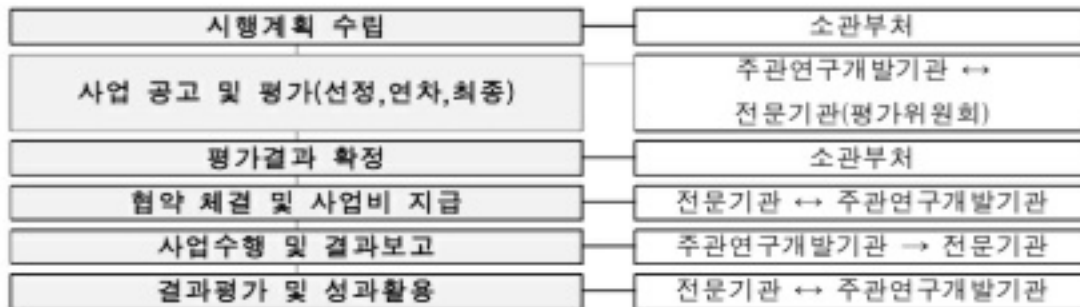 시행계획 수립
소관부처
사업 공고 및 평가(선정,연차,최종)
주관연구개발기관 ↔
전문기관(평가위원회)
평가결과 확정
소관부처
협약 체결 및 사업비 지급
전문기관 ↔ 주관연구개발기관
사업수행 및 결과보고
주관연구개발기관 → 전문기관
결과평가 및 성과활용
전문기관 ↔ 주관연구개발기관